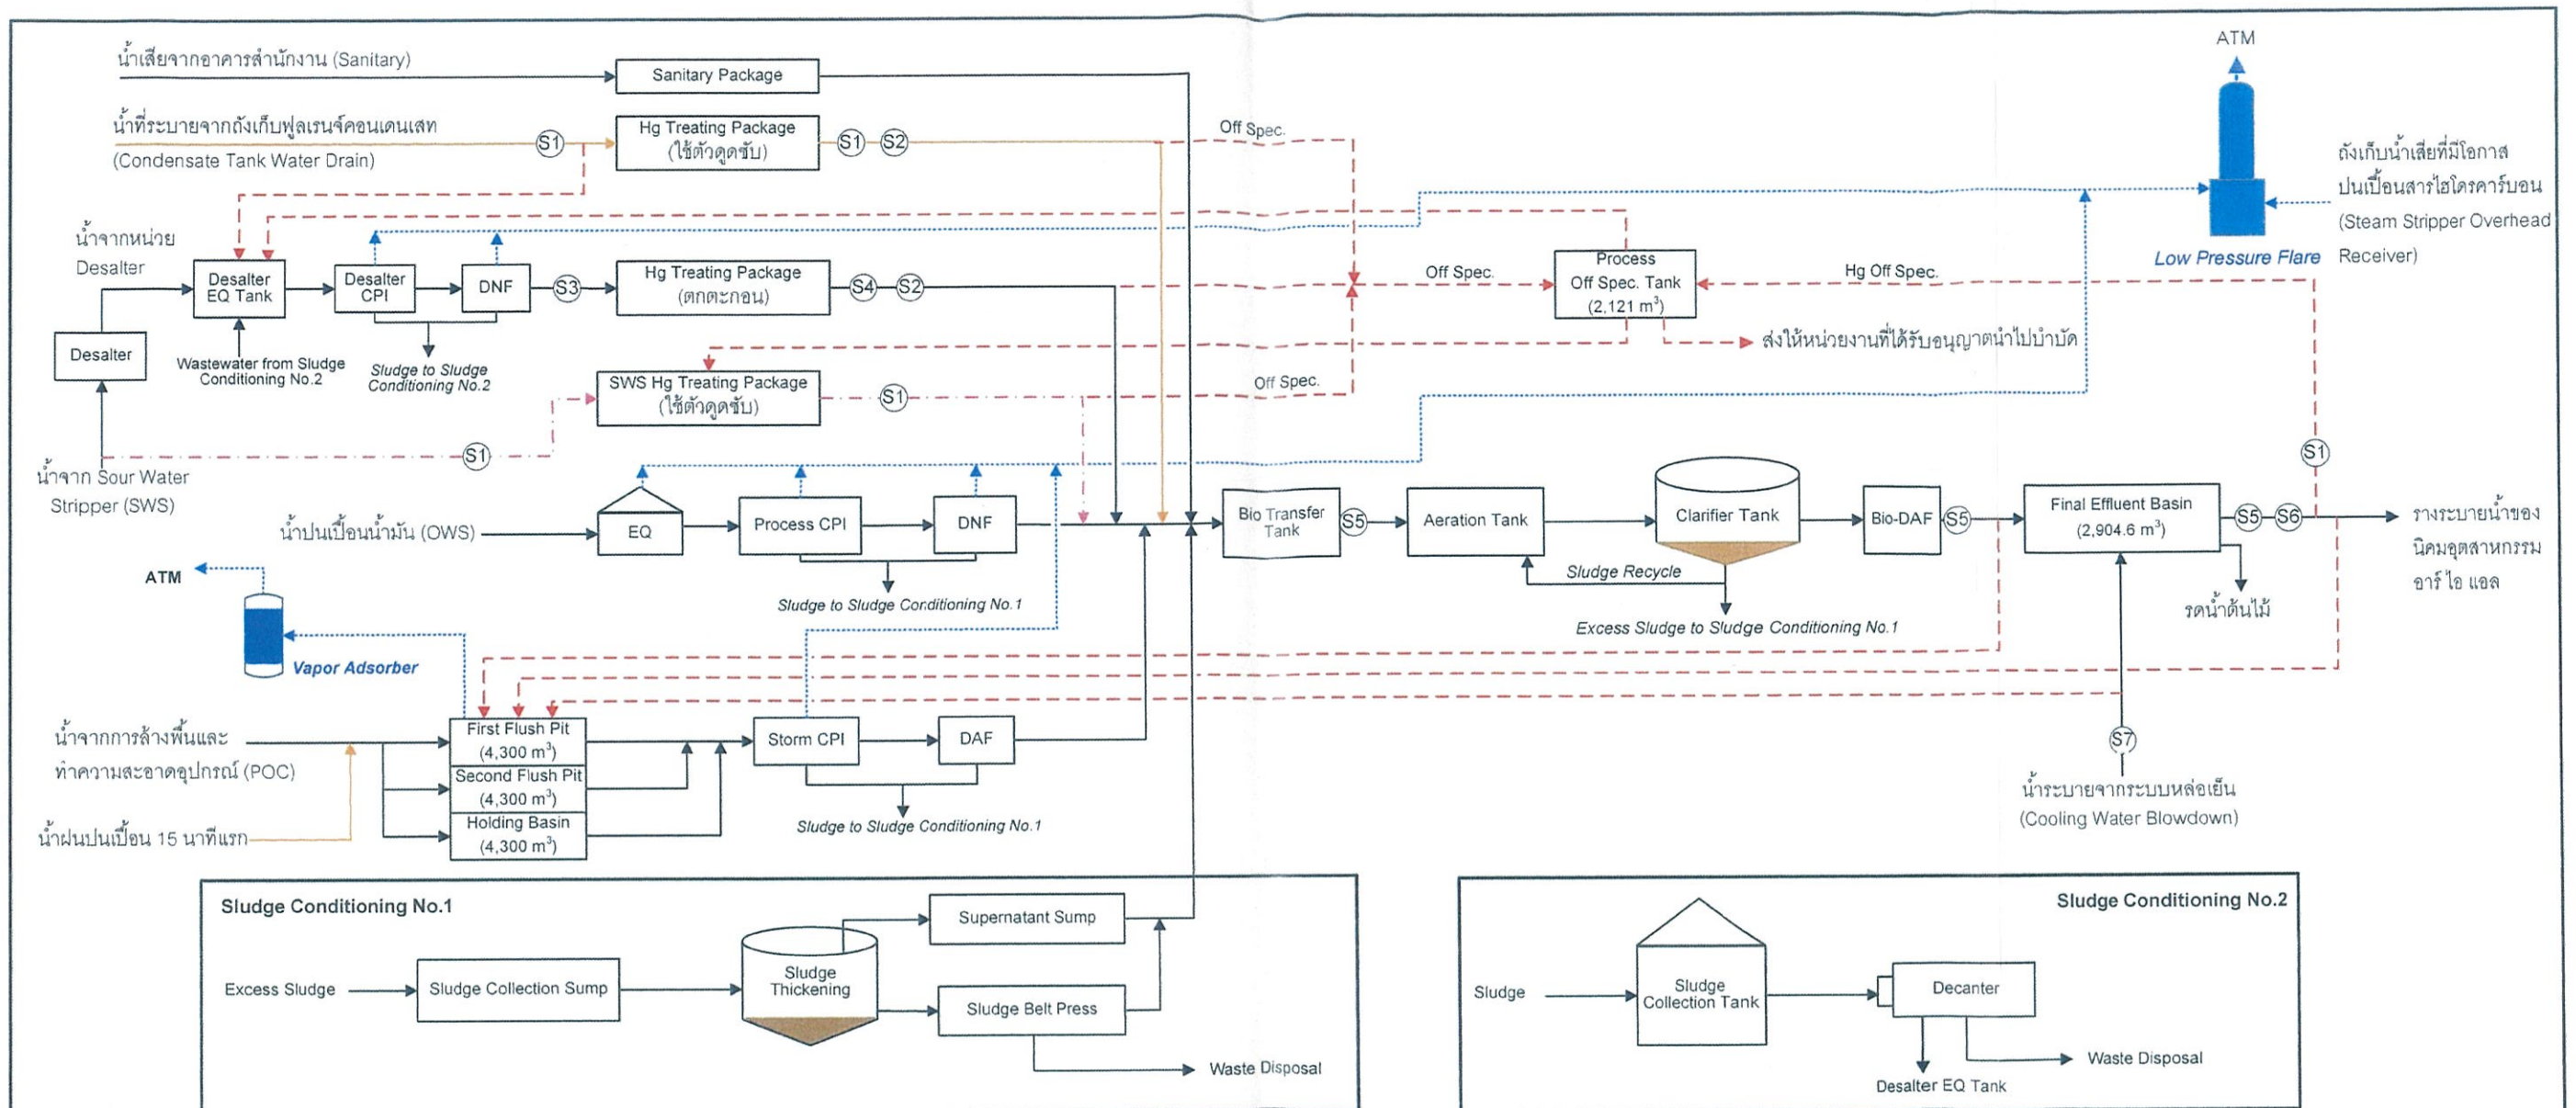 น้ำเสียจากอาคารสำนักงาน (Sanitary)
Sanitary Package
น้ำที่ระบายจากถังเก็บฟูลเรนจ์คอนเดนเสท
(Condensate Tank Water Drain)
S1
Hg Treating Package
(ใช้ตัวดูดซับ)
S1
S2
Off Spec.
ATM
ถังเก็บน้ำเสียที่มีโอกาส
ปนเปื้อนสารไฮโดรคาร์บอน
(Steam Stripper Overhead
Receiver)
Low Pressure Flare
น้ำจากหน่วย
Desalter
Desalter
EQ Tank
Desalter
CPI
DNF
S3
Hg Treating Package
(ตกตะกอน)
S4
S2
Off Spec.
Process
Off Spec. Tank
(2,121 m³)
Hg Off Spec.
Desalter
Wastewater from Sludge
Conditioning No.2
Sludge to Sludge
Conditioning No.2
ส่งให้หน่วยงานที่ได้รับอนุญาตนำไปบำบัด
SWS Hg Treating Package
(ใช้ตัวดูดซับ)
S1
Off Spec.
S1
S1
น้ำจาก Sour Water
Stripper (SWS)
น้ำปนเปื้อนน้ำมัน (OWS)
EQ
Process CPI
DNF
Bio Transfer
Tank
S5
Aeration Tank
Clarifier Tank
Bio-DAF
S5
Final Effluent Basin
(2,904.6 m³)
S5
S6
รางระบายน้ำของ
นิคมอุตสาหกรรม
อาร์ ไอ แอล
Sludge Recycle
Sludge to Sludge Conditioning No.1
Excess Sludge to Sludge Conditioning No.1
รดน้ำต้นไม้
ATM
Vapor Adsorber
น้ำจากการล้างพื้นและ
ทำความสะอาดอุปกรณ์ (POC)
First Flush Pit
(4,300 m³)
Second Flush Pit
(4,300 m³)
Holding Basin
(4,300 m³)
Storm CPI
DAF
Sludge to Sludge Conditioning No.1
น้ำฝนปนเปื้อน 15 นาทีแรก
S7
น้ำระบายจากระบบหล่อเย็น
(Cooling Water Blowdown)
Sludge Conditioning No.1
Excess Sludge
Sludge Collection Sump
Sludge
Thickening
Supernatant Sump
Sludge Belt Press
Waste Disposal
Sludge Conditioning No.2
Sludge
Sludge
Collection Tank
Decanter
Waste Disposal
Desalter EQ Tank